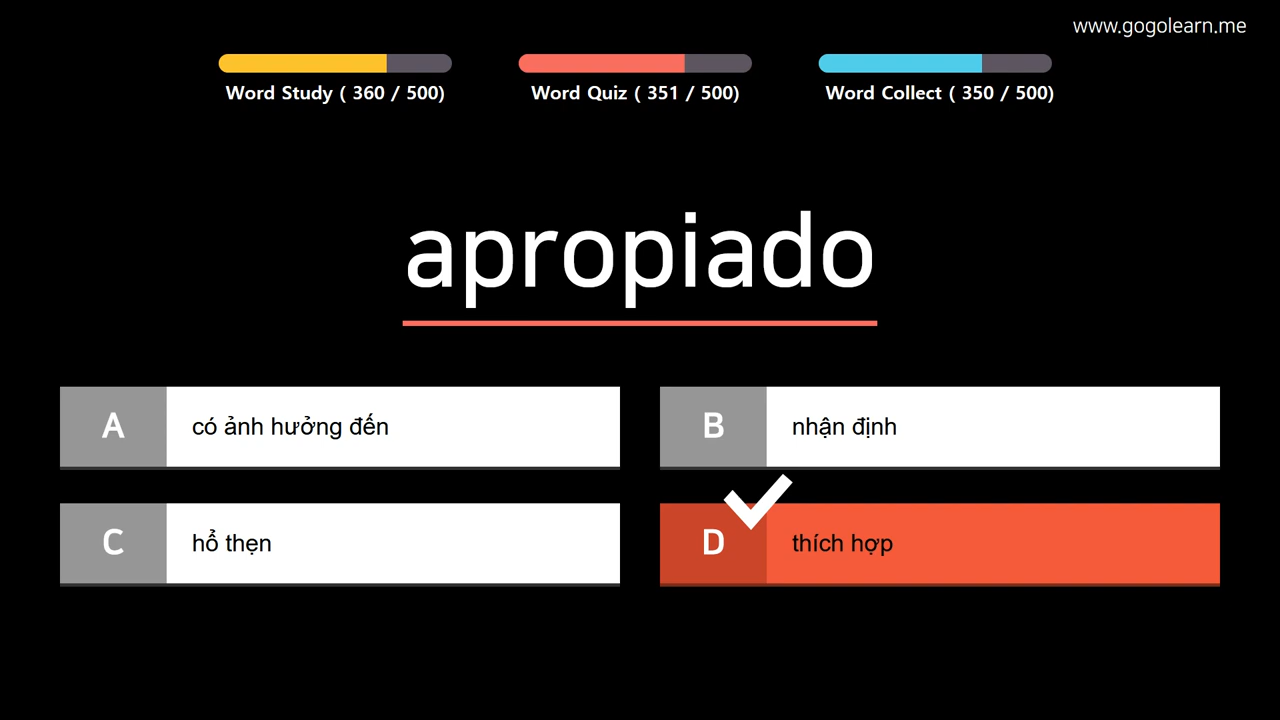 www.gogolearn.me
Word Study ( 360 / 500)
Word Quiz ( 351 / 500)
Word Collect ( 350 / 500)
apropiado
A
có ảnh hưởng đến
B
nhận định
C
hổ thẹn
D
thích hợp